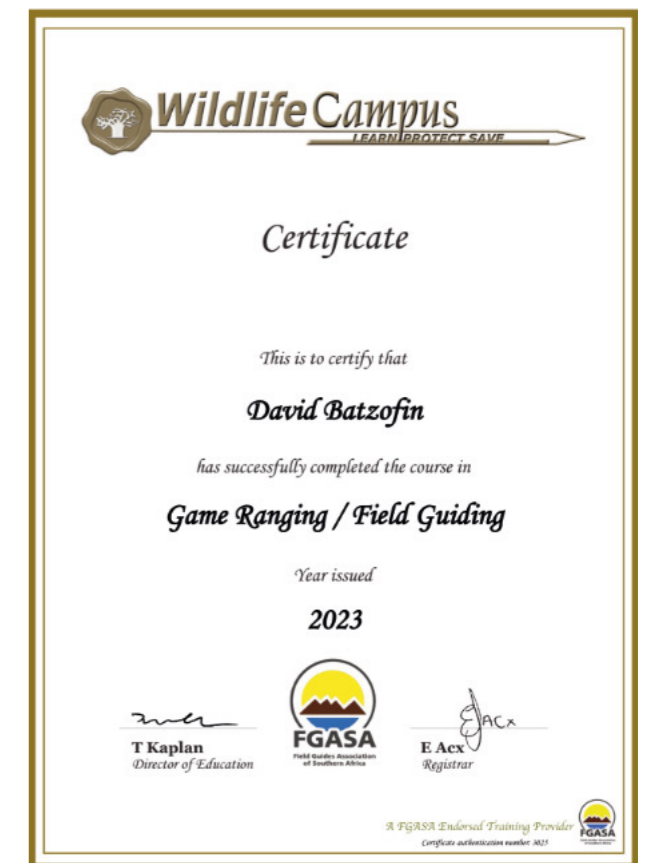 WildlifeCampus
LEARN PROTECT SAVE
Certificate
This is to certify that
David Batzofin
has successfully completed the course in
Game Ranging / Field Guiding
Year issued
2023
FGASA
Field Guides Association
of Southern Africa
T Kaplan
Director of Education
EJAcx
E Acx
Registrar
A FGASA Endorsed Training Provider
Certificate authentication number: 3025
FGASA